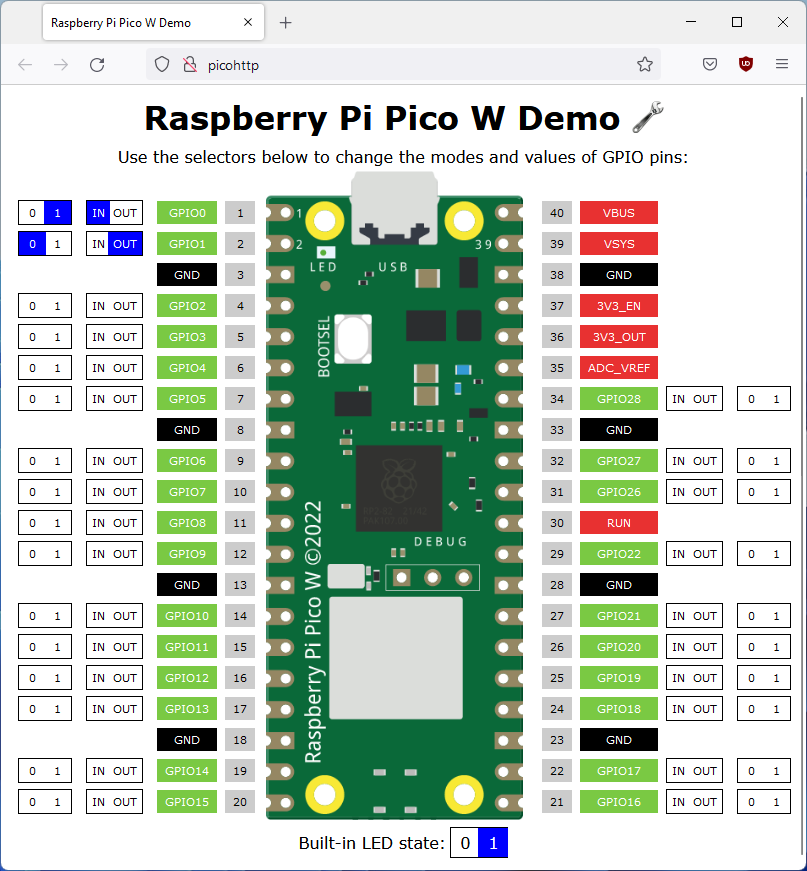 Raspberry Pi Pico W Demo
picohttp
Raspberry Pi Pico W Demo
Use the selectors below to change the modes and values of GPIO pins:
0 1 IN OUT GPIO0 1 1 40 VBUS
0 1 IN OUT GPIO1 2 2 39 39 VSYS
GND 3 LED USB 38 GND
0 1 IN OUT GPIO2 4 37 3V3_EN
0 1 IN OUT GPIO3 5 BOOTSEL 36 3V3_OUT
0 1 IN OUT GPIO4 6 35 ADC_VREF
0 1 IN OUT GPIO5 7 34 GPIO28 IN OUT 0 1
GND 8 33 GND
0 1 IN OUT GPIO6 9 32 GPIO27 IN OUT 0 1
0 1 IN OUT GPIO7 10 31 GPIO26 IN OUT 0 1
0 1 IN OUT GPIO8 11 30 RUN
DEBUG
0 1 IN OUT GPIO9 12 29 GPIO22 IN OUT 0 1
GND 13 28 GND
0 1 IN OUT GPIO10 14 27 GPIO21 IN OUT 0 1
0 1 IN OUT GPIO11 15 Raspberry Pi Pico W ©2022 26 GPIO20 IN OUT 0 1
0 1 IN OUT GPIO12 16 25 GPIO19 IN OUT 0 1
0 1 IN OUT GPIO13 17 24 GPIO18 IN OUT 0 1
GND 18 23 GND
0 1 IN OUT GPIO14 19 22 GPIO17 IN OUT 0 1
0 1 IN OUT GPIO15 20 21 GPIO16 IN OUT 0 1
Built-in LED state: 0 1